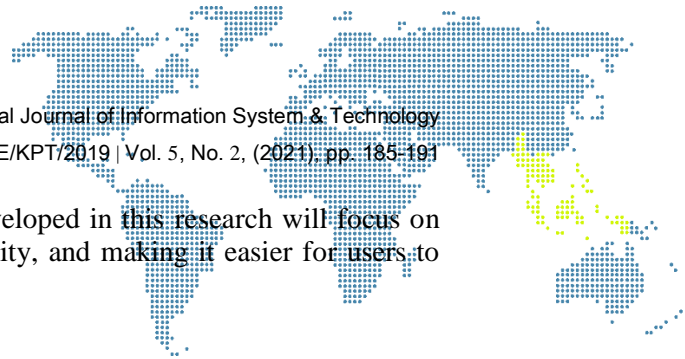 al Journal of Information System & Technology
E/KPT/2019 | Vol. 5, No. 2, (2021), pp. 185-191
veloped in this research will focus on
ity, and making it easier for users to